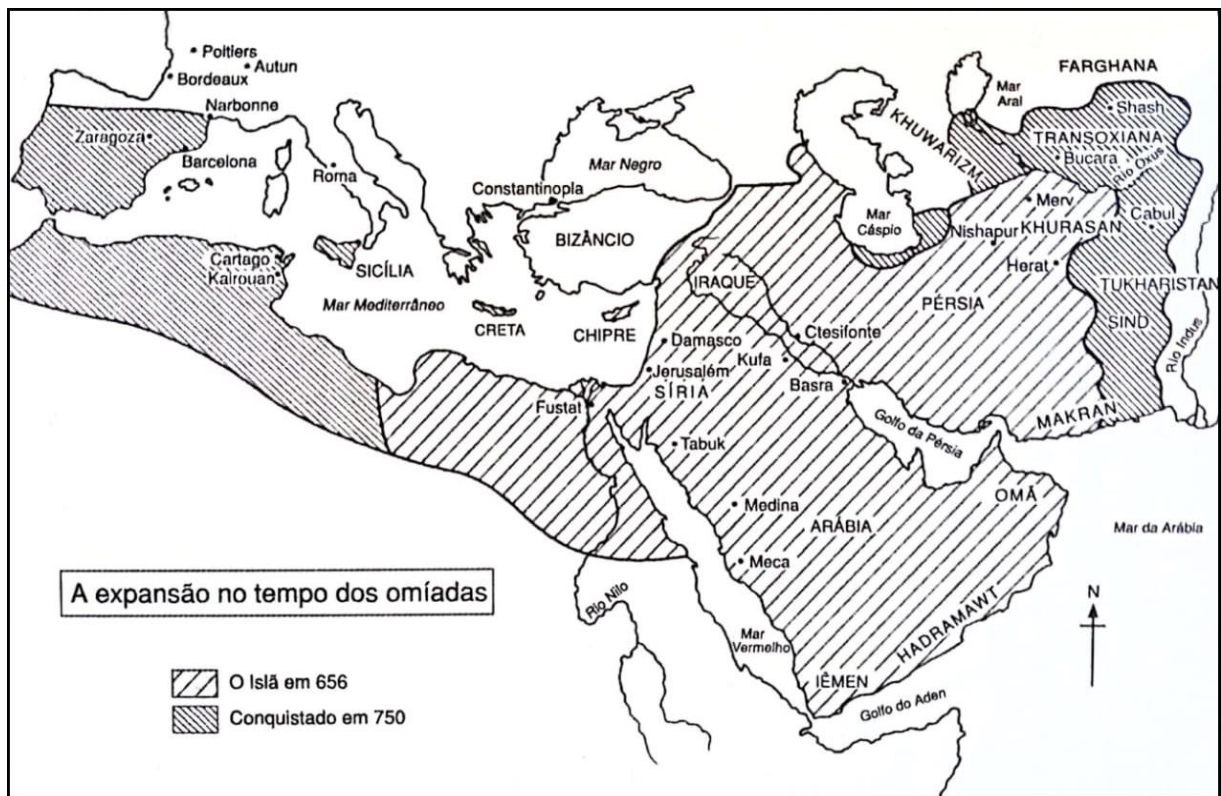 Poitiers
Autun
Bordeaux
Narbonne
Zaragoza
Barcelona
Roma
Constantinopla
Mar Negro
BIZÂNCIO
Mar
Aral
FARGHANA
KHUWARIZM
Shash
TRANSOXIANA
Bucara
Rio Oxus
Mar
Cáspio
Merv
Nishapur
KHURASAN
Cabul
Herat
TUKHARISTAN
SIND
Rio Indus
PÉRSIA
MAKRAN
Cartago
Kairouan
SICÍLIA
Mar Mediterrâneo
CRETA
CHIPRE
IRAQUE
Ctesifonte
Damasco
Kufa
Jerusalém
SÍRIA
Basra
Fustat
Golfo da Pérsia
Tabuk
OMÃ
Medina
ARÁBIA
Mar da Arábia
Meca
Rio Nilo
Mar
Vermelho
HADRAMAWT
IÊMEN
Golfo do Aden
N
A expansão no tempo dos omíadas
O Islã em 656
Conquistado em 750